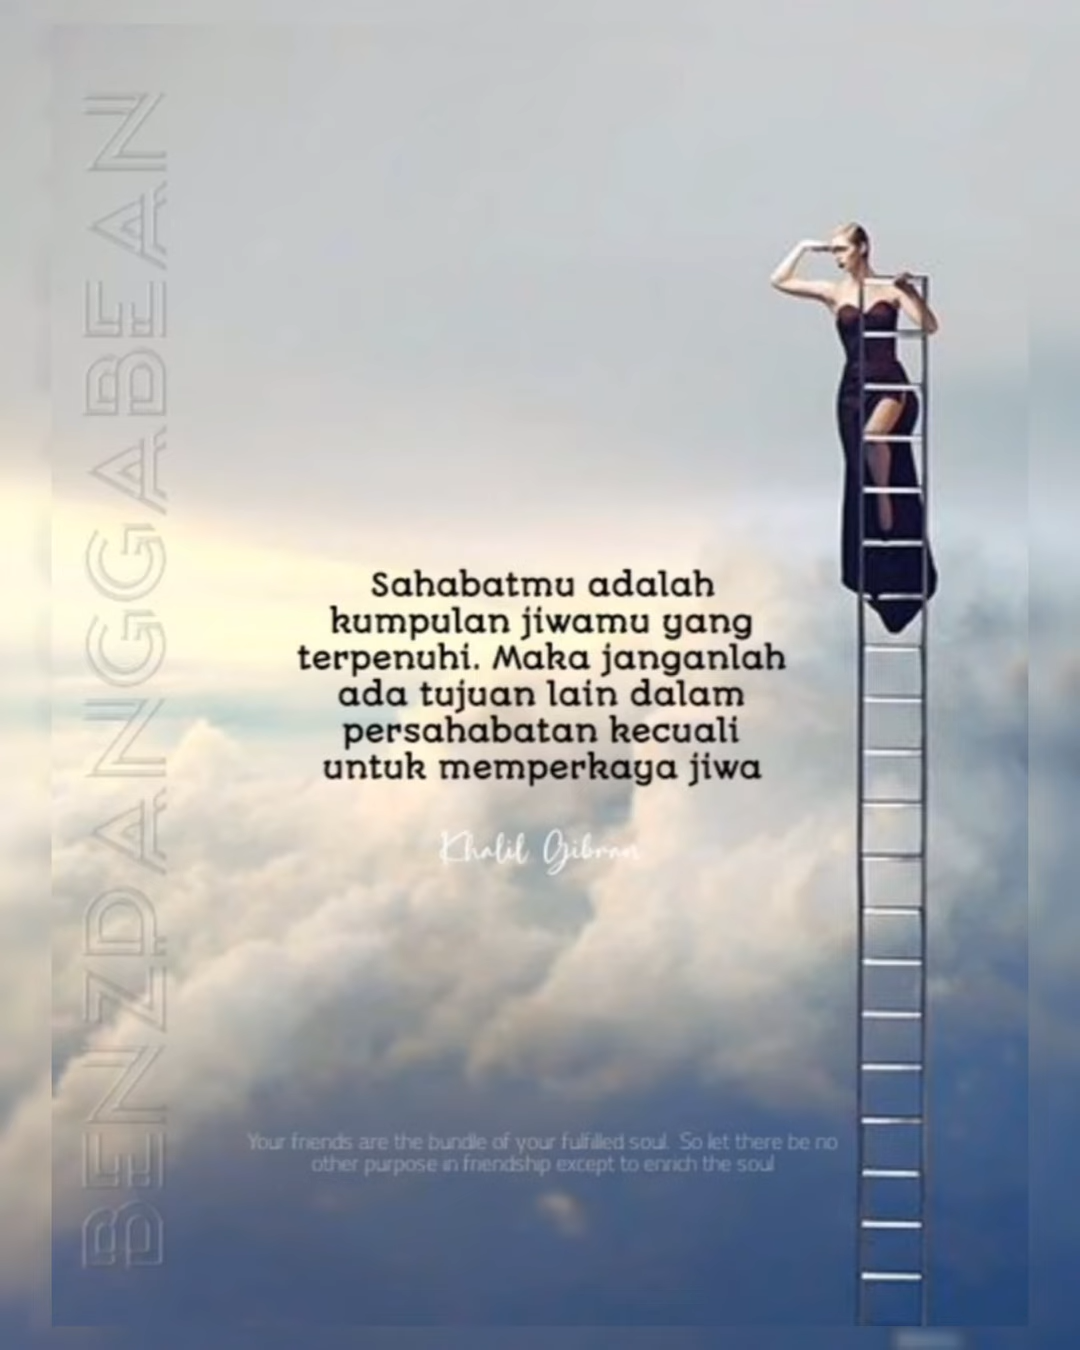 BENZDANGGABEAN
Sahabatmu adalah
kumpulan jiwamu yang
terpenuhi. Maka janganlah
ada tujuan lain dalam
persahabatan kecuali
untuk memperkaya jiwa
Khalil Gibran
Your friends are the bundle of your fulfilled soul. So let there be no
other purpose in friendship except to enrich the soul